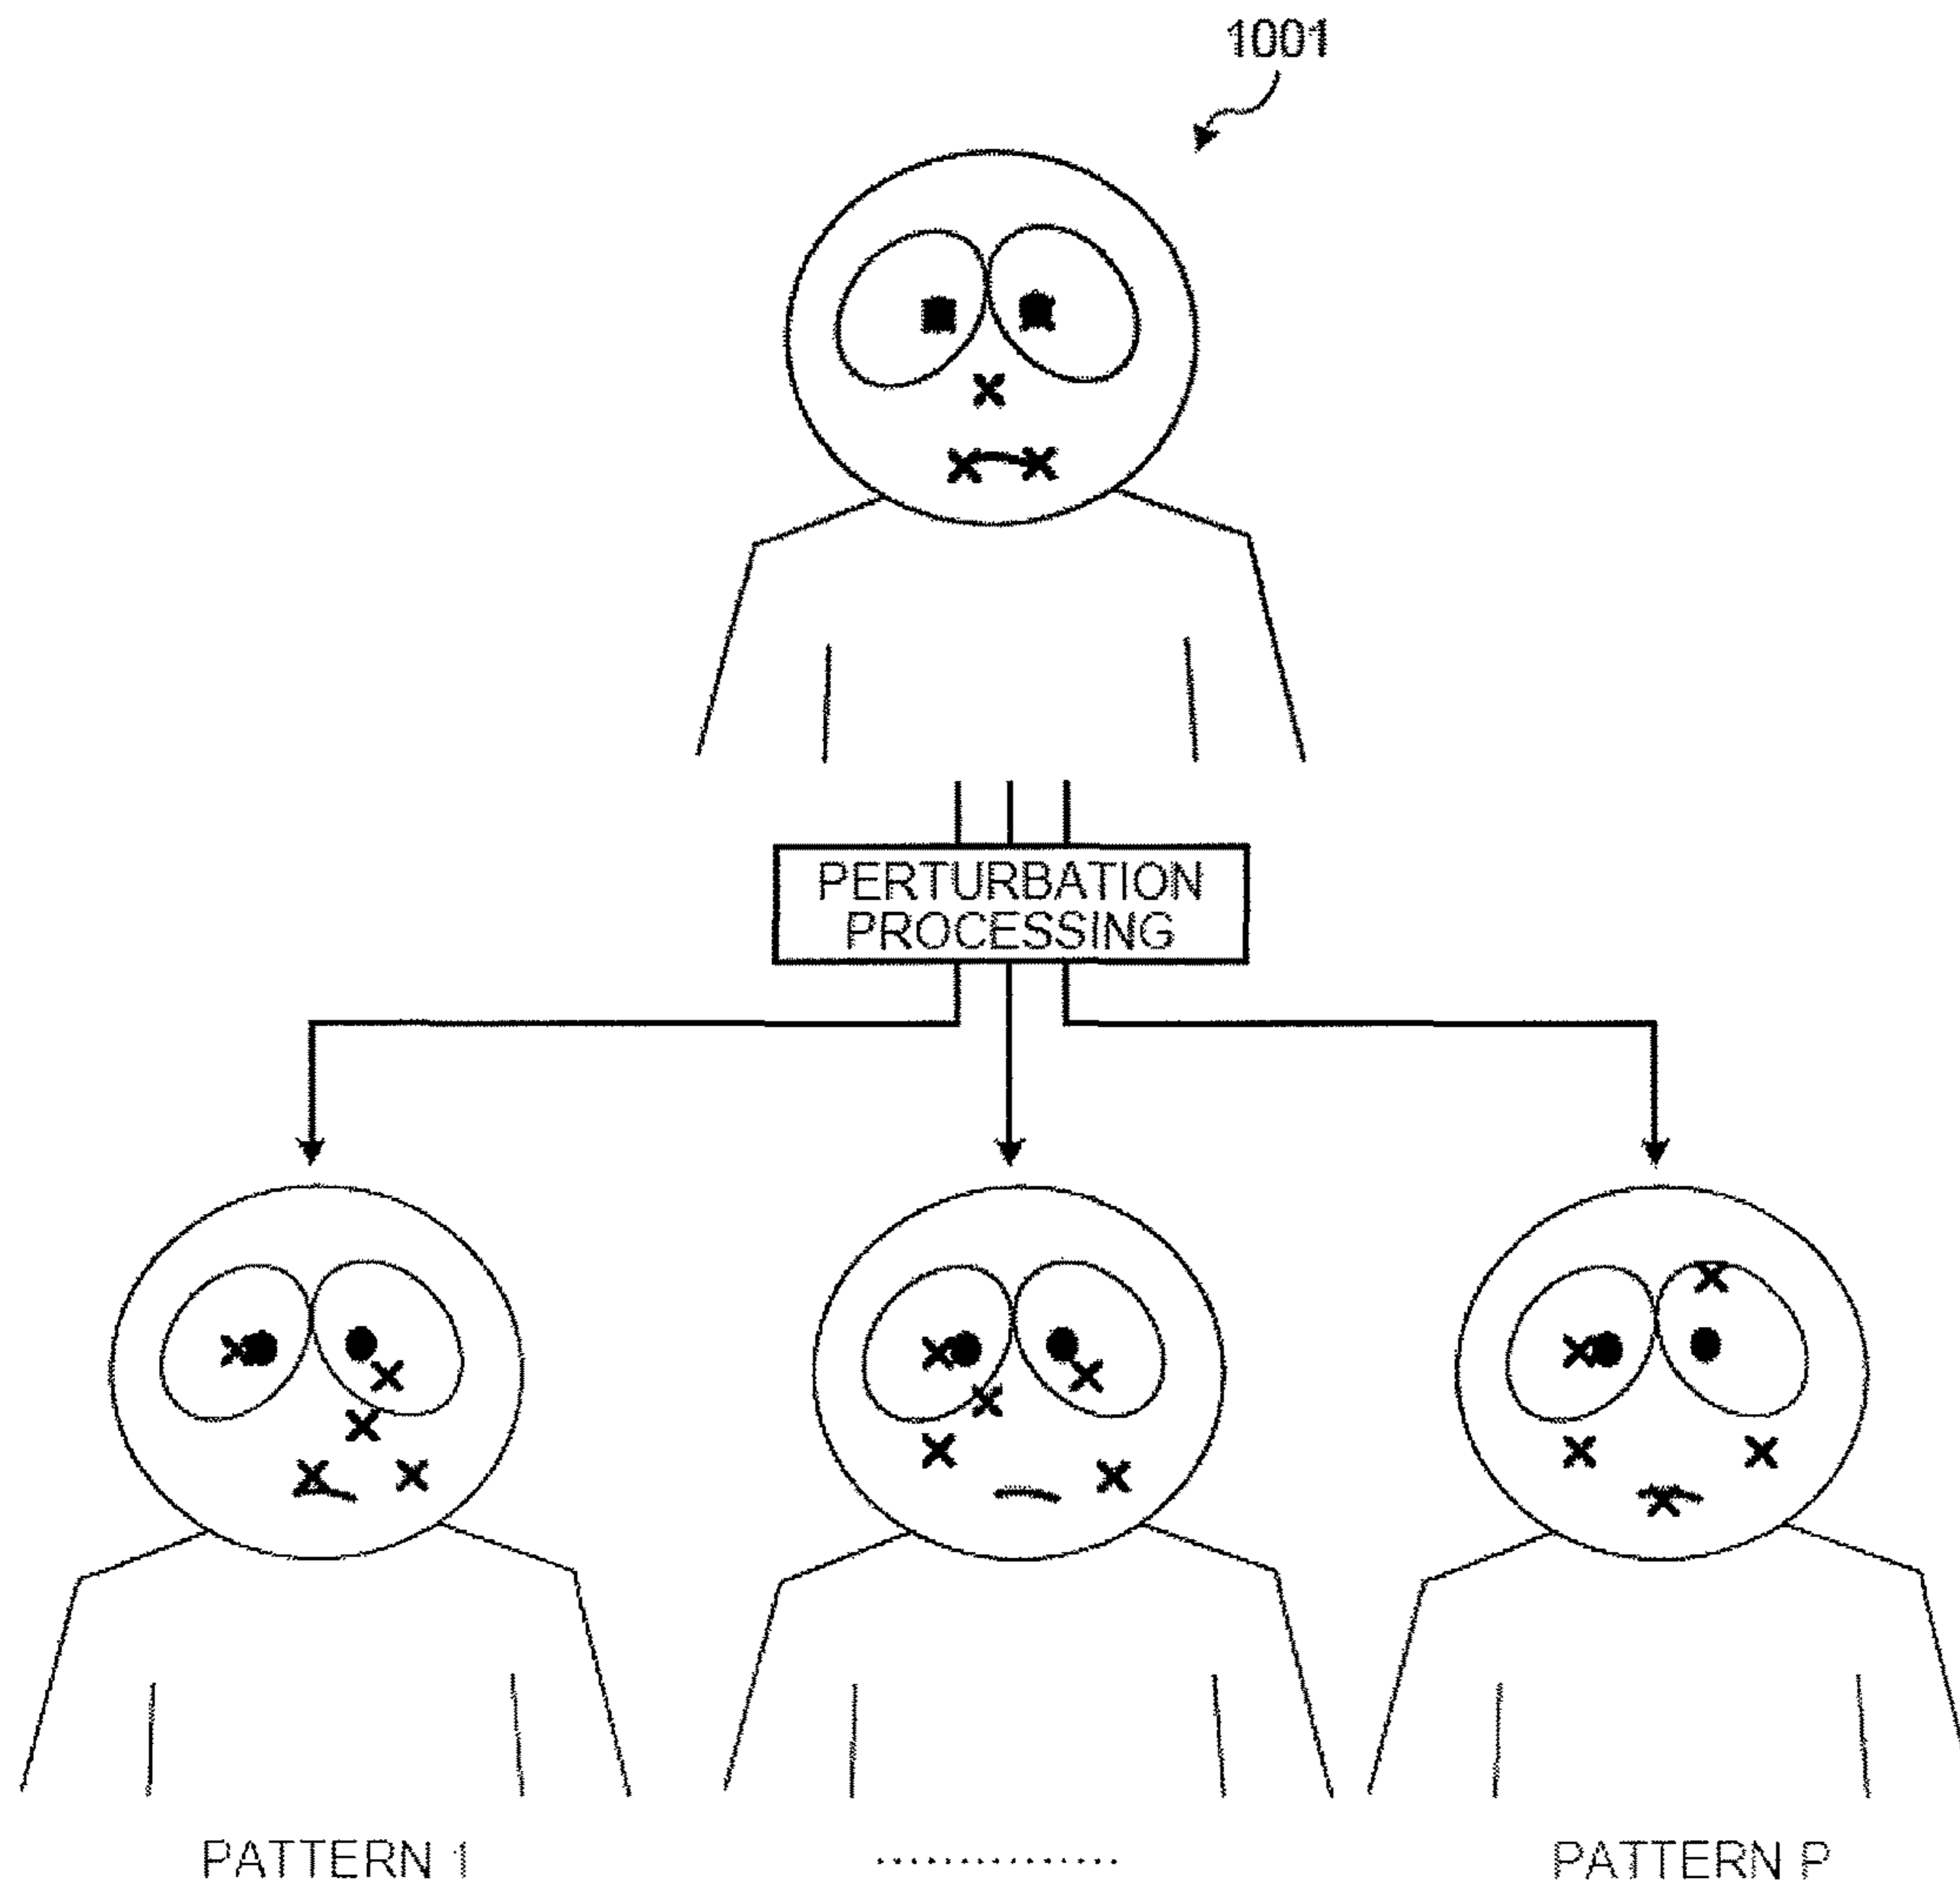 1001
PERTURBATION
PROCESSING
PATTERN 1
..............
PATTERN P